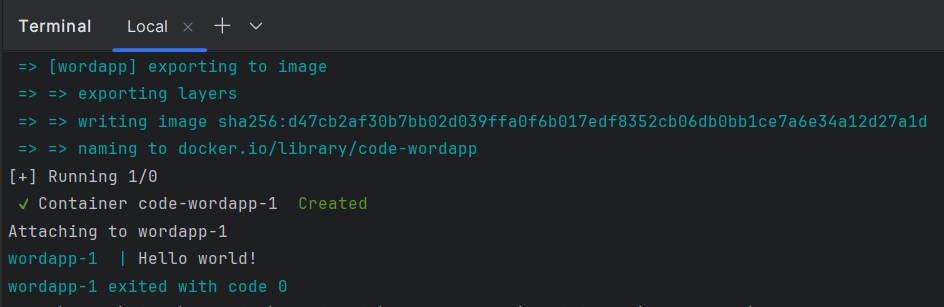 Terminal Local
=> [wordapp] exporting to image
=> => exporting layers
=> => writing image sha256:d47cb2af30b7bb02d039ffa0f6b017edf8352cb06db0bb1ce7a6e34a12d27a1d
=> => naming to docker.io/library/code-wordapp
[+] Running 1/0
✓ Container code-wordapp-1 Created
Attaching to wordapp-1
wordapp-1 | Hello world!
wordapp-1 exited with code 0